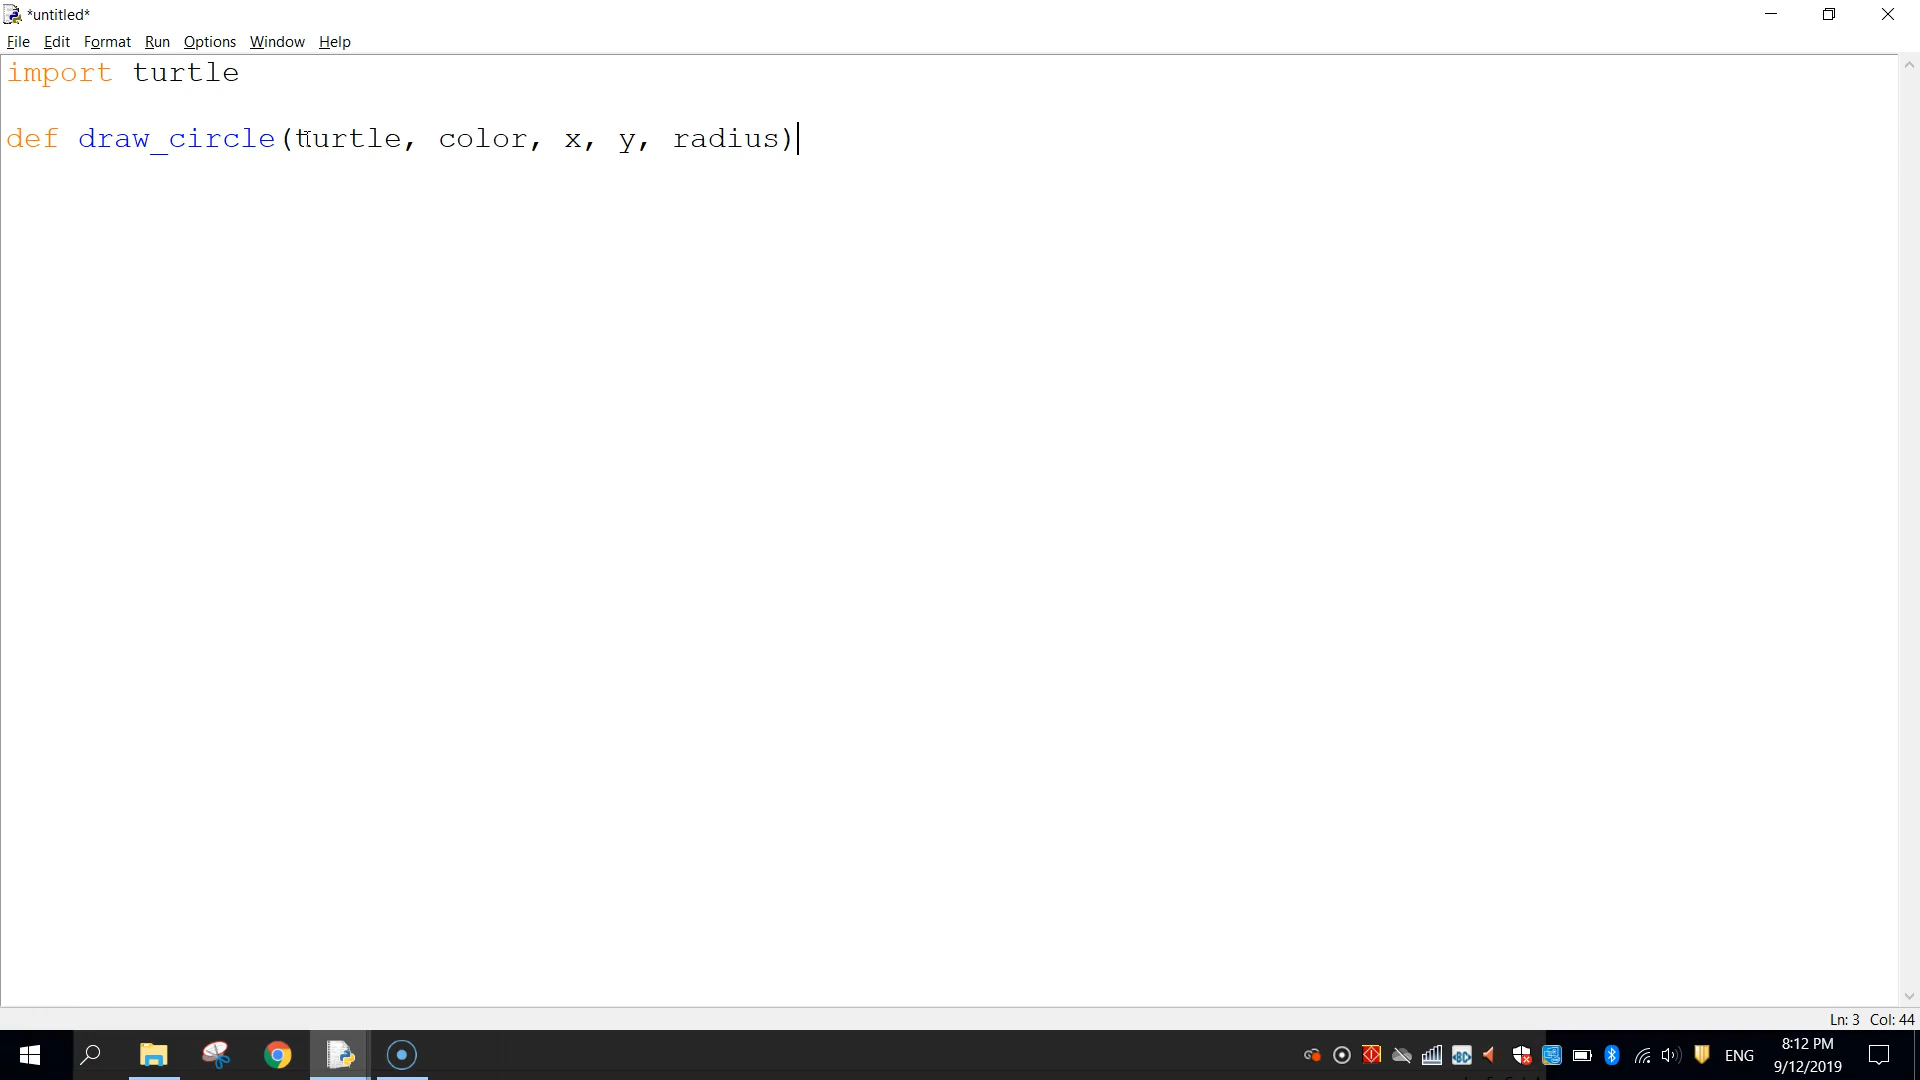 *untitled*
File Edit Format Run Options Window Help
import turtle
def draw_circle(turtle, color, x, y, radius)
Ln: 3 Col: 44
ENG
8:12 PM
9/12/2019